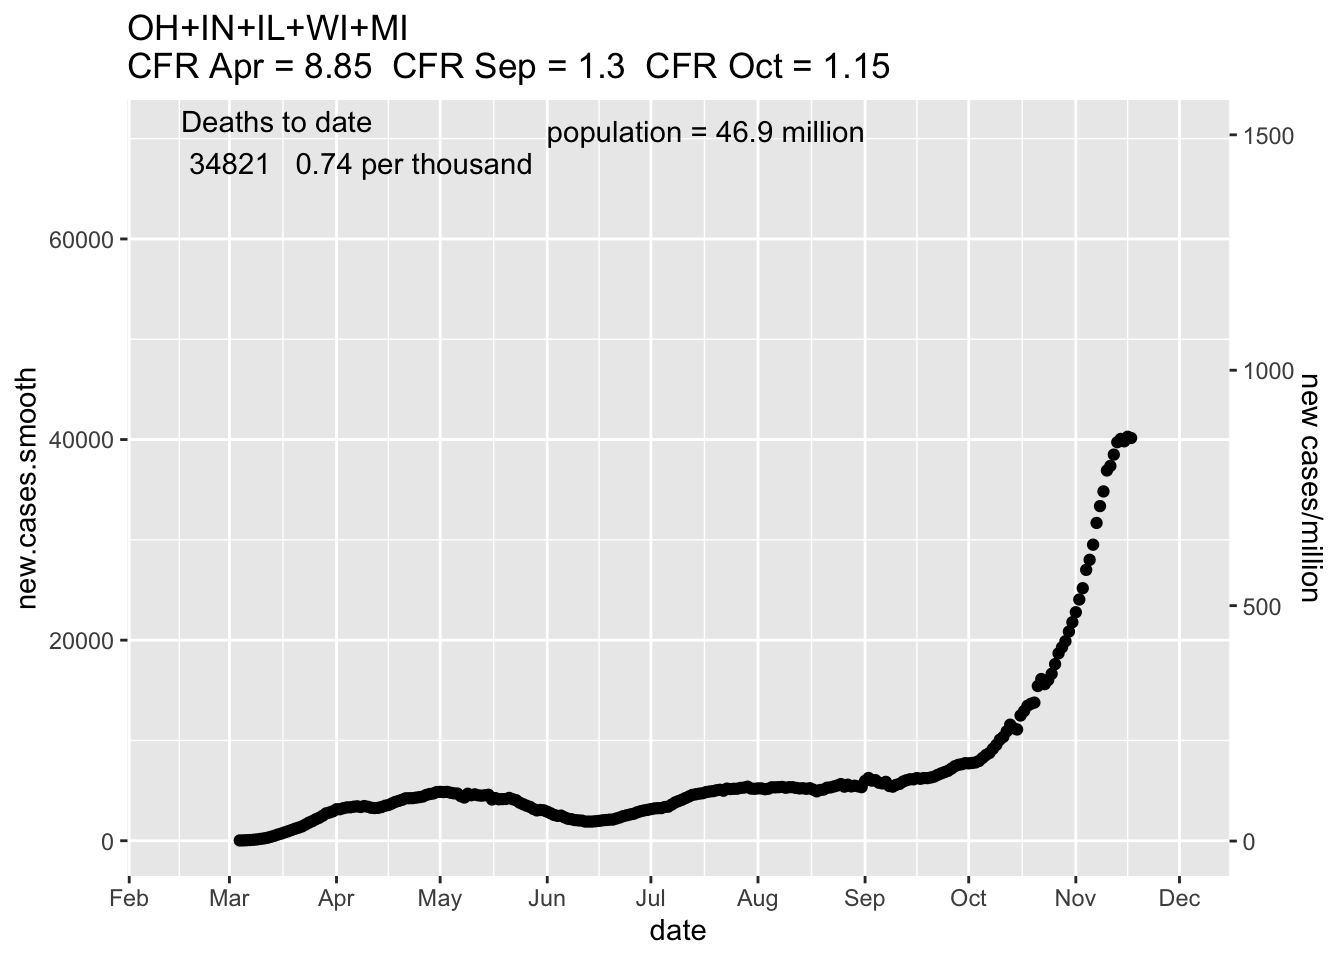 OH+IN+IL+WI+MI
CFR Apr = 8.85  CFR Sep = 1.3  CFR Oct = 1.15
Deaths to date
34821   0.74 per thousand
population = 46.9 million
60000
40000
20000
0
new.cases.smooth
1500
1000
500
0
new cases/million
Feb Mar Apr May Jun Jul Aug Sep Oct Nov Dec
date